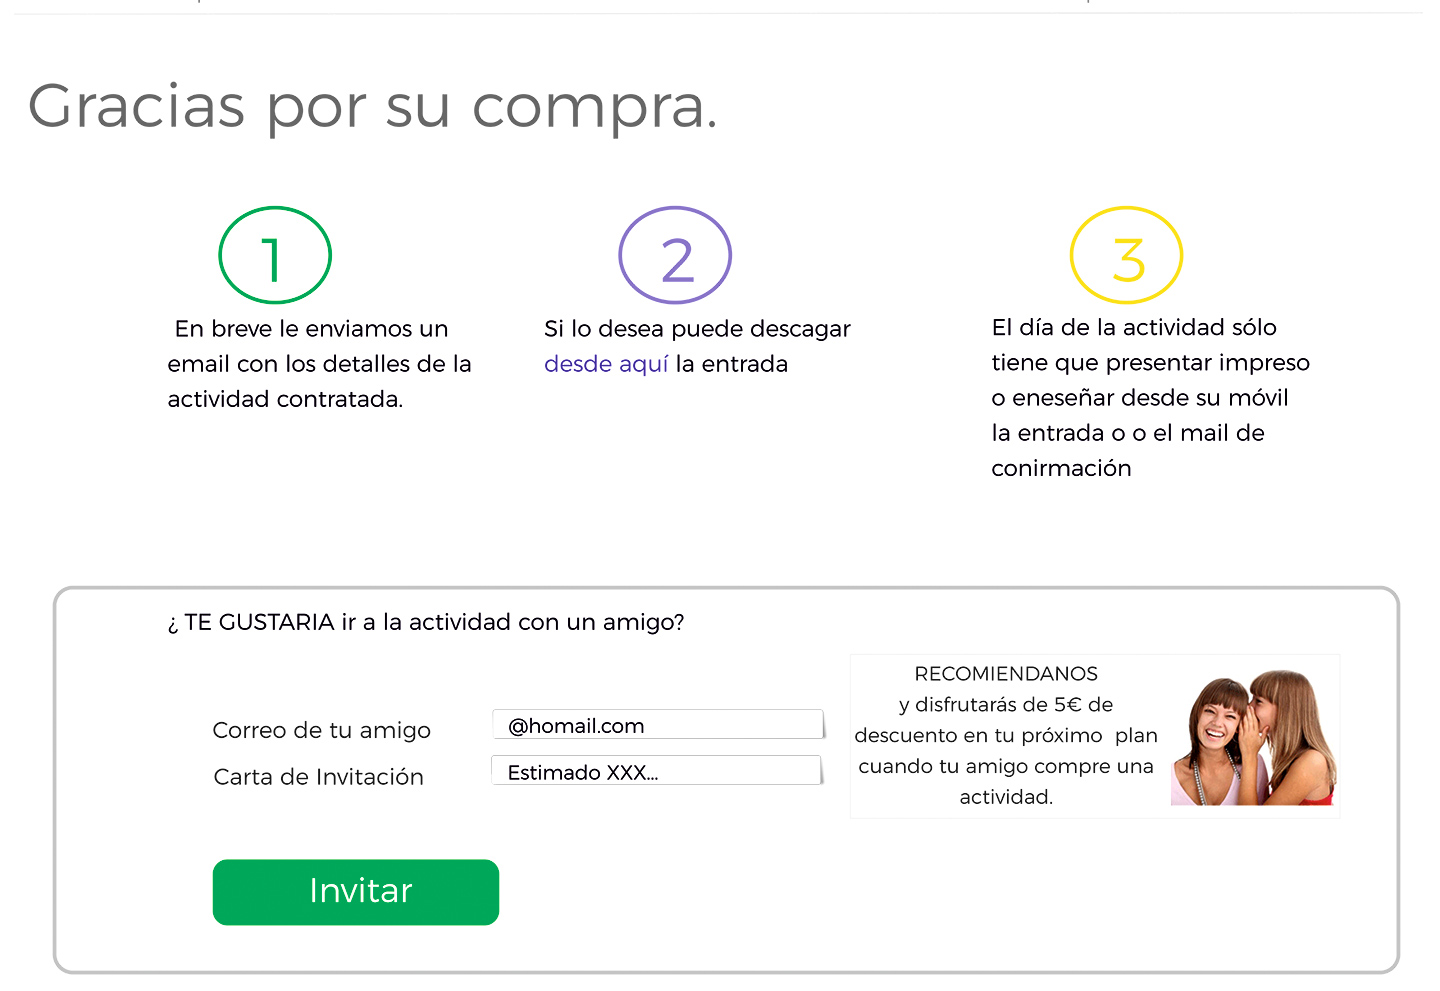 Gracias por su compra.
1
2
3
En breve le enviamos un
email con los detalles de la
actividad contratada.
Si lo desea puede descagar
desde aquí la entrada
El día de la actividad sólo
tiene que presentar impreso
o eneseñar desde su móvil
la entrada o o el mail de
conirmación
¿ TE GUSTARIA ir a la actividad con un amigo?
Correo de tu amigo
@homail.com
Carta de Invitación
Estimado XXX...
RECOMIENDANOS
y disfrutarás de 5€ de
descuento en tu próximo plan
cuando tu amigo compre una
actividad.
Invitar